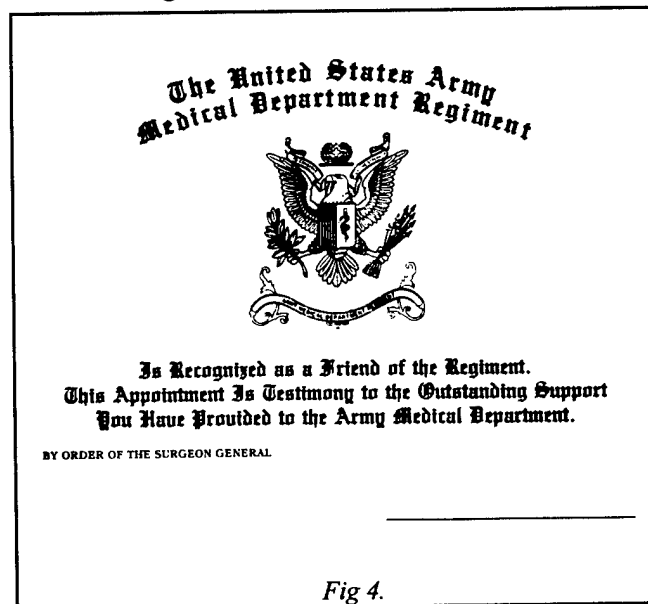 The United States Army
Medical Department Regiment
Is Recognized as a Friend of the Regiment.
This Appointment Is Testimony to the Outstanding Support
You Have Provided to the Army Medical Department.
BY ORDER OF THE SURGEON GENERAL
Fig 4.